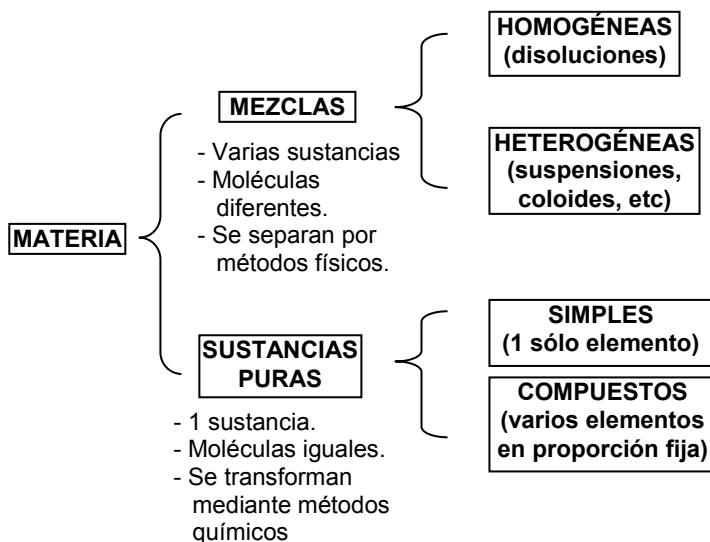 MATERIA
MEZCLAS
- Varias sustancias
- Moléculas
diferentes.
- Se separan por
métodos físicos.
HOMOGÉNEAS
(disoluciones)
HETEROGÉNEAS
(suspensiones,
coloides, etc)
SUSTANCIAS
PURAS
- 1 sustancia.
- Moléculas iguales.
- Se transforman
mediante métodos
químicos
SIMPLES
(1 sólo elemento)
COMPUESTOS
(varios elementos
en proporción fija)